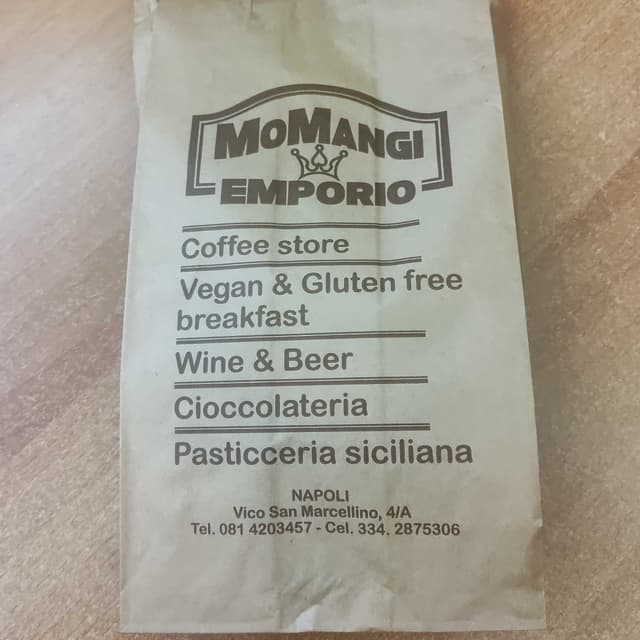 MOMANGI
EMPORIO
Coffee store
Vegan & Gluten free
breakfast
Wine & Beer
Cioccolateria
Pasticceria siciliana
NAPOLI
Vico San Marcellino, 4/A
Tel. 081 4203457 - Cel. 334. 2875306